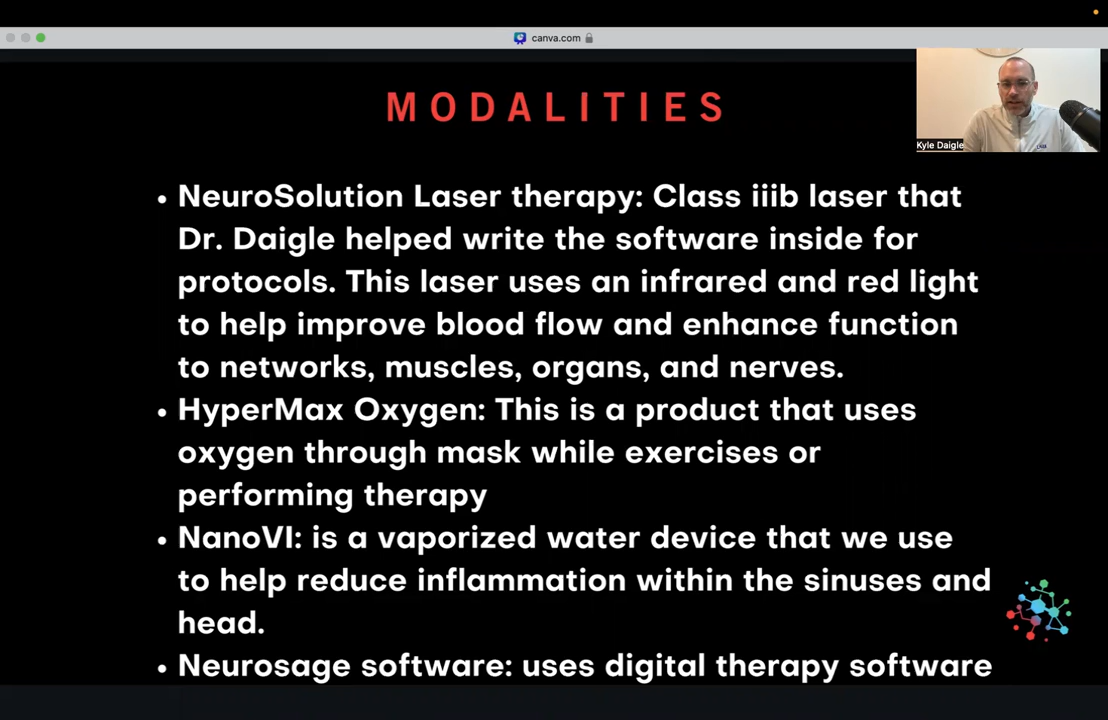 canva.com
MODALITIES
Kyle Daigle
• NeuroSolution Laser therapy: Class iiib laser that
Dr. Daigle helped write the software inside for
protocols. This laser uses an infrared and red light
to help improve blood flow and enhance function
to networks, muscles, organs, and nerves.
• HyperMax Oxygen: This is a product that uses
oxygen through mask while exercises or
performing therapy
• NanoVI: is a vaporized water device that we use
to help reduce inflammation within the sinuses and
head.
• Neurosage software: uses digital therapy software